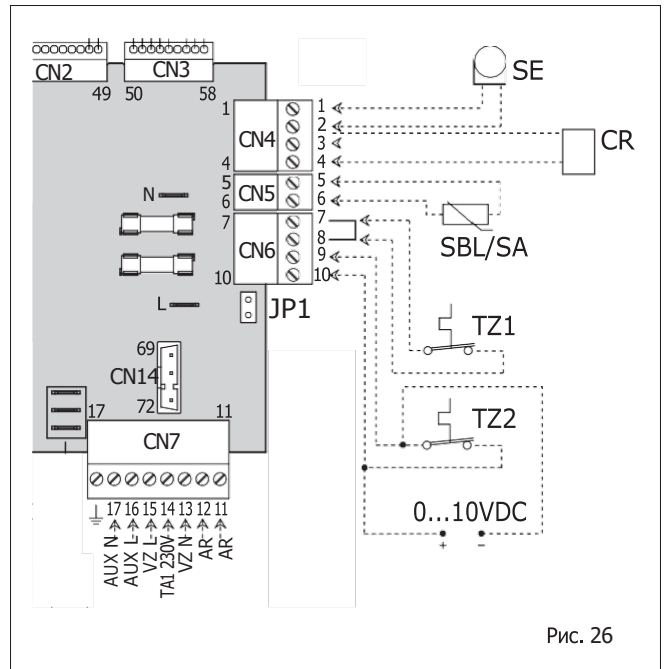 CN2
CN3
49 50 58
SE
1 1
2
CN4
3
4 4
CR
5 5
CN5
6 6
SBL/SA
N
7 7
8
CN6
9
10 10
L
JP1
TZ1
69
CN14
72
17 11
CN7
TZ2
0...10VDC
+ -
17 16 15 14 13 12 11
AUX N
AUX L
VZ L
TA1 230V
VZ N
AR
AR
Рис. 26